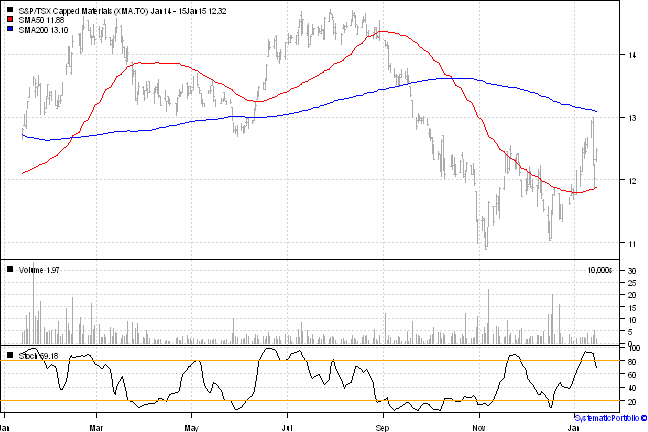 S&P/TSX Capped Materials (XMA.TO) Jan14 - 15Jan15 12.32
SMA50 11.88
SMA200 13.10
14
13
12
11
Volume 1.97
10,000s
30
25
20
15
10
5
0
Stoch 69.18
100
80
60
40
20
Jan
Mar
May
Jul
Sep
Nov
Jan
SystematicPortfolio ©